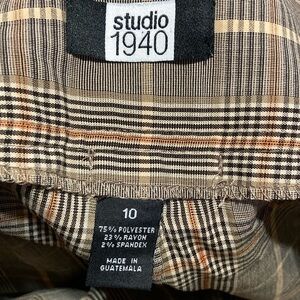 studio
1940
10
75% POLYESTER
23% RAYON
2% SPANDEX
MADE IN
GUATEMALA